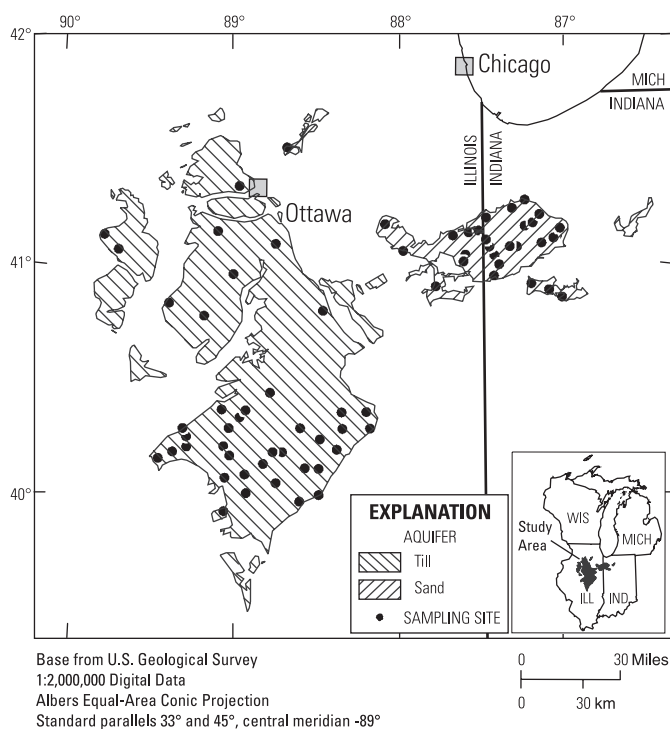 90° 89° 88° 87°
42°
Chicago
MICH
INDIANA
ILLINOIS
INDIANA
Ottawa
41°
40°
EXPLANATION
AQUIFER
Till
Sand
SAMPLING SITE
WIS
MICH
Study
Area
ILL
IND
Base from U.S. Geological Survey
1:2,000,000 Digital Data
Albers Equal-Area Conic Projection
Standard parallels 33° and 45°, central meridian -89°
0 30 Miles
0 30 km